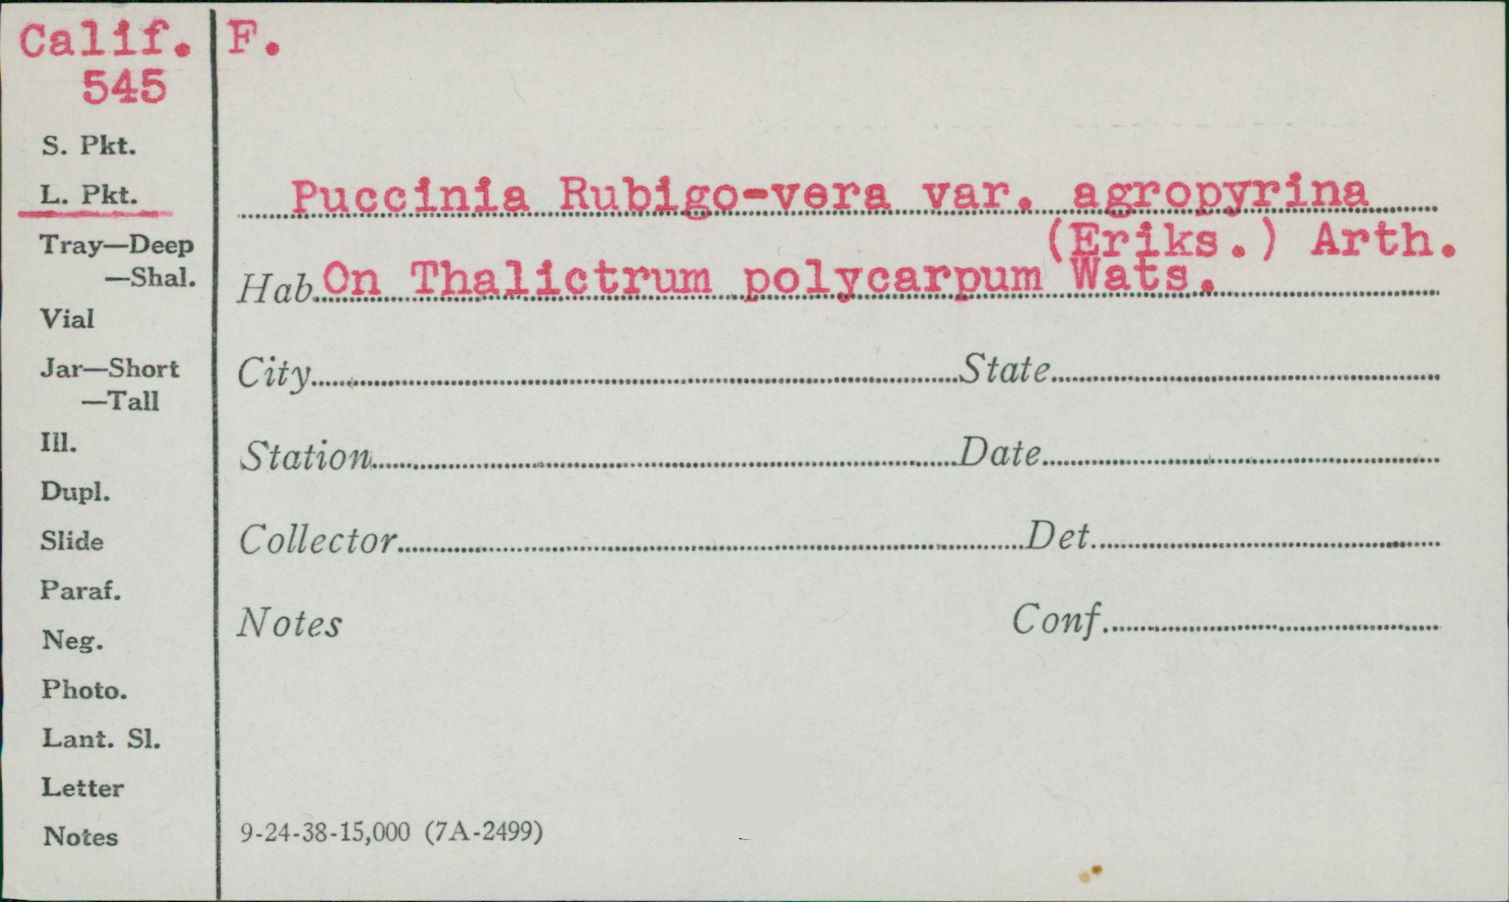 Calif. F.
545
S. Pkt.
L. Pkt.
Puccinia Rubigo-vera var. agropyrina
(Eriks.) Arth.
Tray—Deep
—Shal.
Hab. On Thalictrum polycarpum Wats.
Vial
Jar—Short
—Tall
City State
Ill.
Station Date
Dupl.
Slide
Collector Det.
Paraf.
Neg.
Notes Conf.
Photo.
Lant. Sl.
Letter
Notes
9-24-38-15,000 (7A-2499)